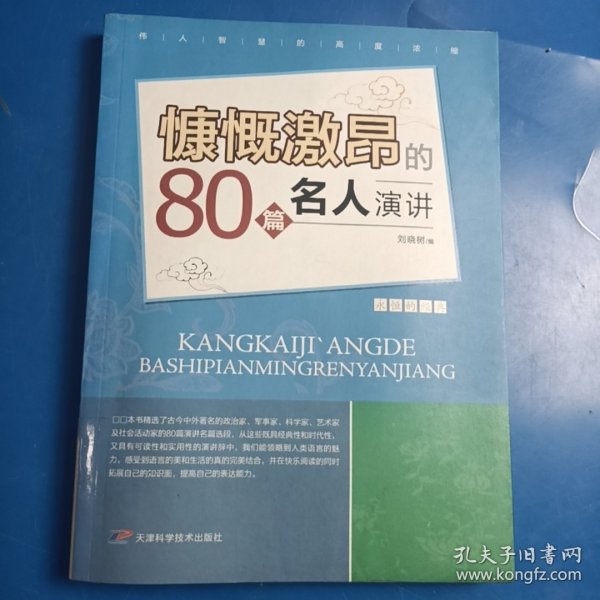 伟人智慧的高度浓缩
慷慨激昂的
80篇名人演讲
刘晓树/编
永恒的经典
KANGKAIJI`ANGDE
BASHIPIANMINGRENYANJIANG
□□本书精选了古今中外著名的政治家、军事家、科学家、艺术家
及社会活动家的80篇演讲名篇选段，从这些既具经典性和时代性，
又具有可读性和实用性的演讲辞中，我们能领略到人类语言的魅
力，感受到语言的美和生活的真的完美结合，并在快乐阅读的同时
拓展自己的知识面，提高自己的表达能力。
天津科学技术出版社
孔夫子旧书网
www.kongfz.com